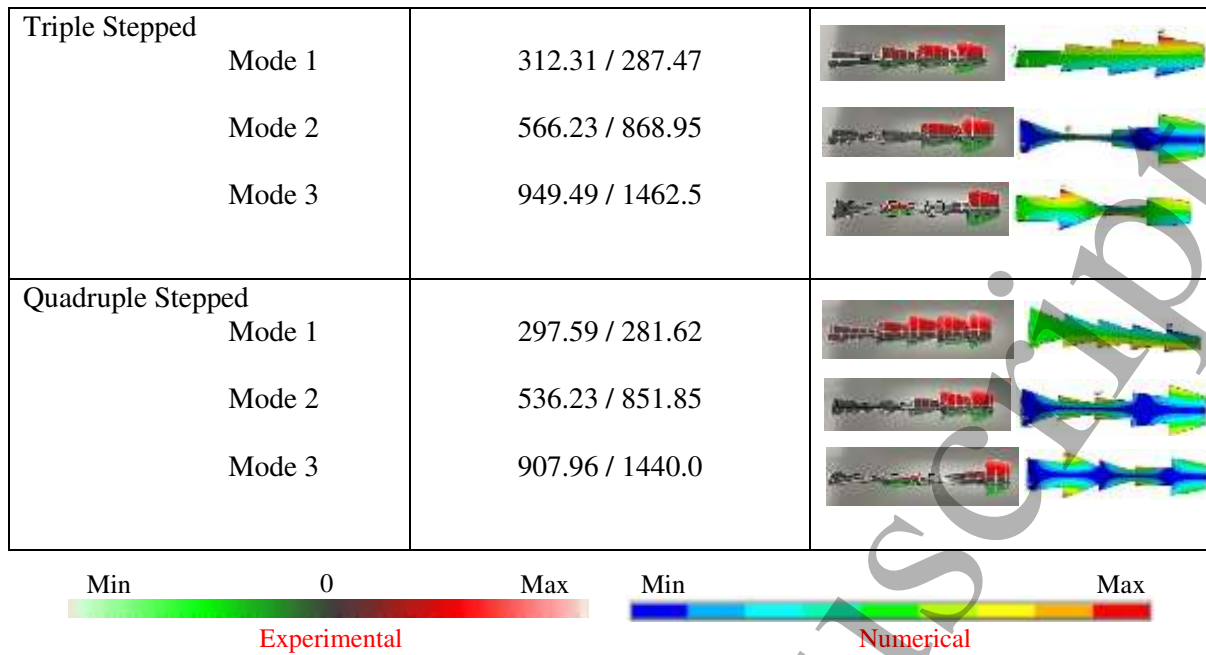 Triple Stepped
Mode 1
312.31 / 287.47
Mode 2
566.23 / 868.95
Mode 3
949.49 / 1462.5
Quadruple Stepped
Mode 1
297.59 / 281.62
Mode 2
536.23 / 851.85
Mode 3
907.96 / 1440.0
Min 0 Max
Min Max
Experimental
Numerical